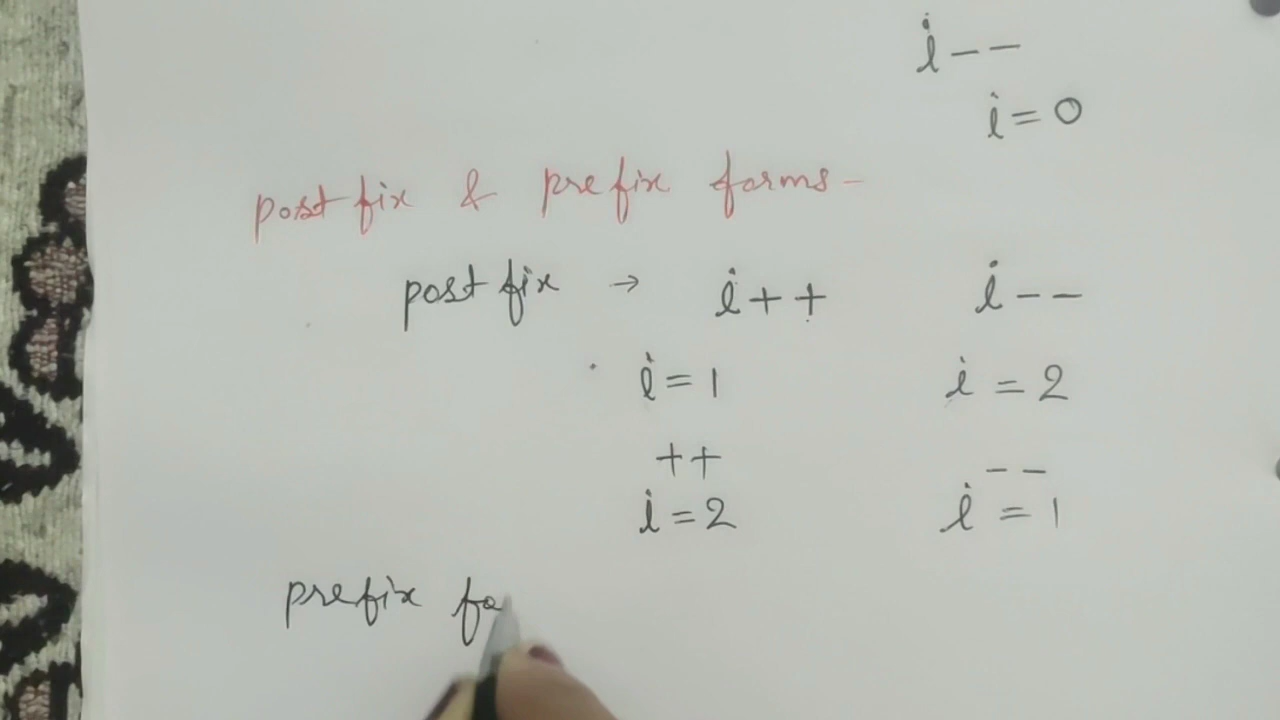 i--
i=0
postfix & prefix forms-
postfix → i++ i--
i=1 i=2
++ --
i=2 i=1
prefix fo